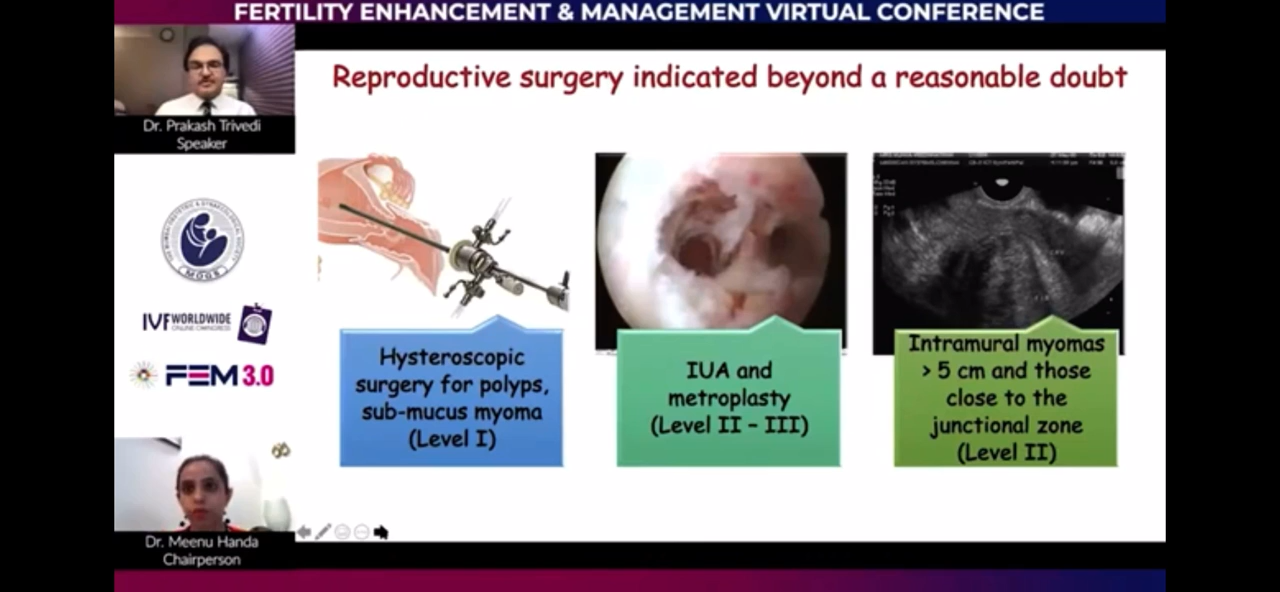 FERTILITY ENHANCEMENT & MANAGEMENT VIRTUAL CONFERENCE
Dr. Prakash Trivedi
Speaker
Reproductive surgery indicated beyond a reasonable doubt
MOGS
IVF WORLDWIDE
ONLINE CONGRESS
FEM 3.0
Hysteroscopic
surgery for polyps,
sub-mucus myoma
(Level I)
IUA and
metroplasty
(Level II – III)
Intramural myomas
> 5 cm and those
close to the
junctional zone
(Level II)
Dr. Meenu Handa
Chairperson